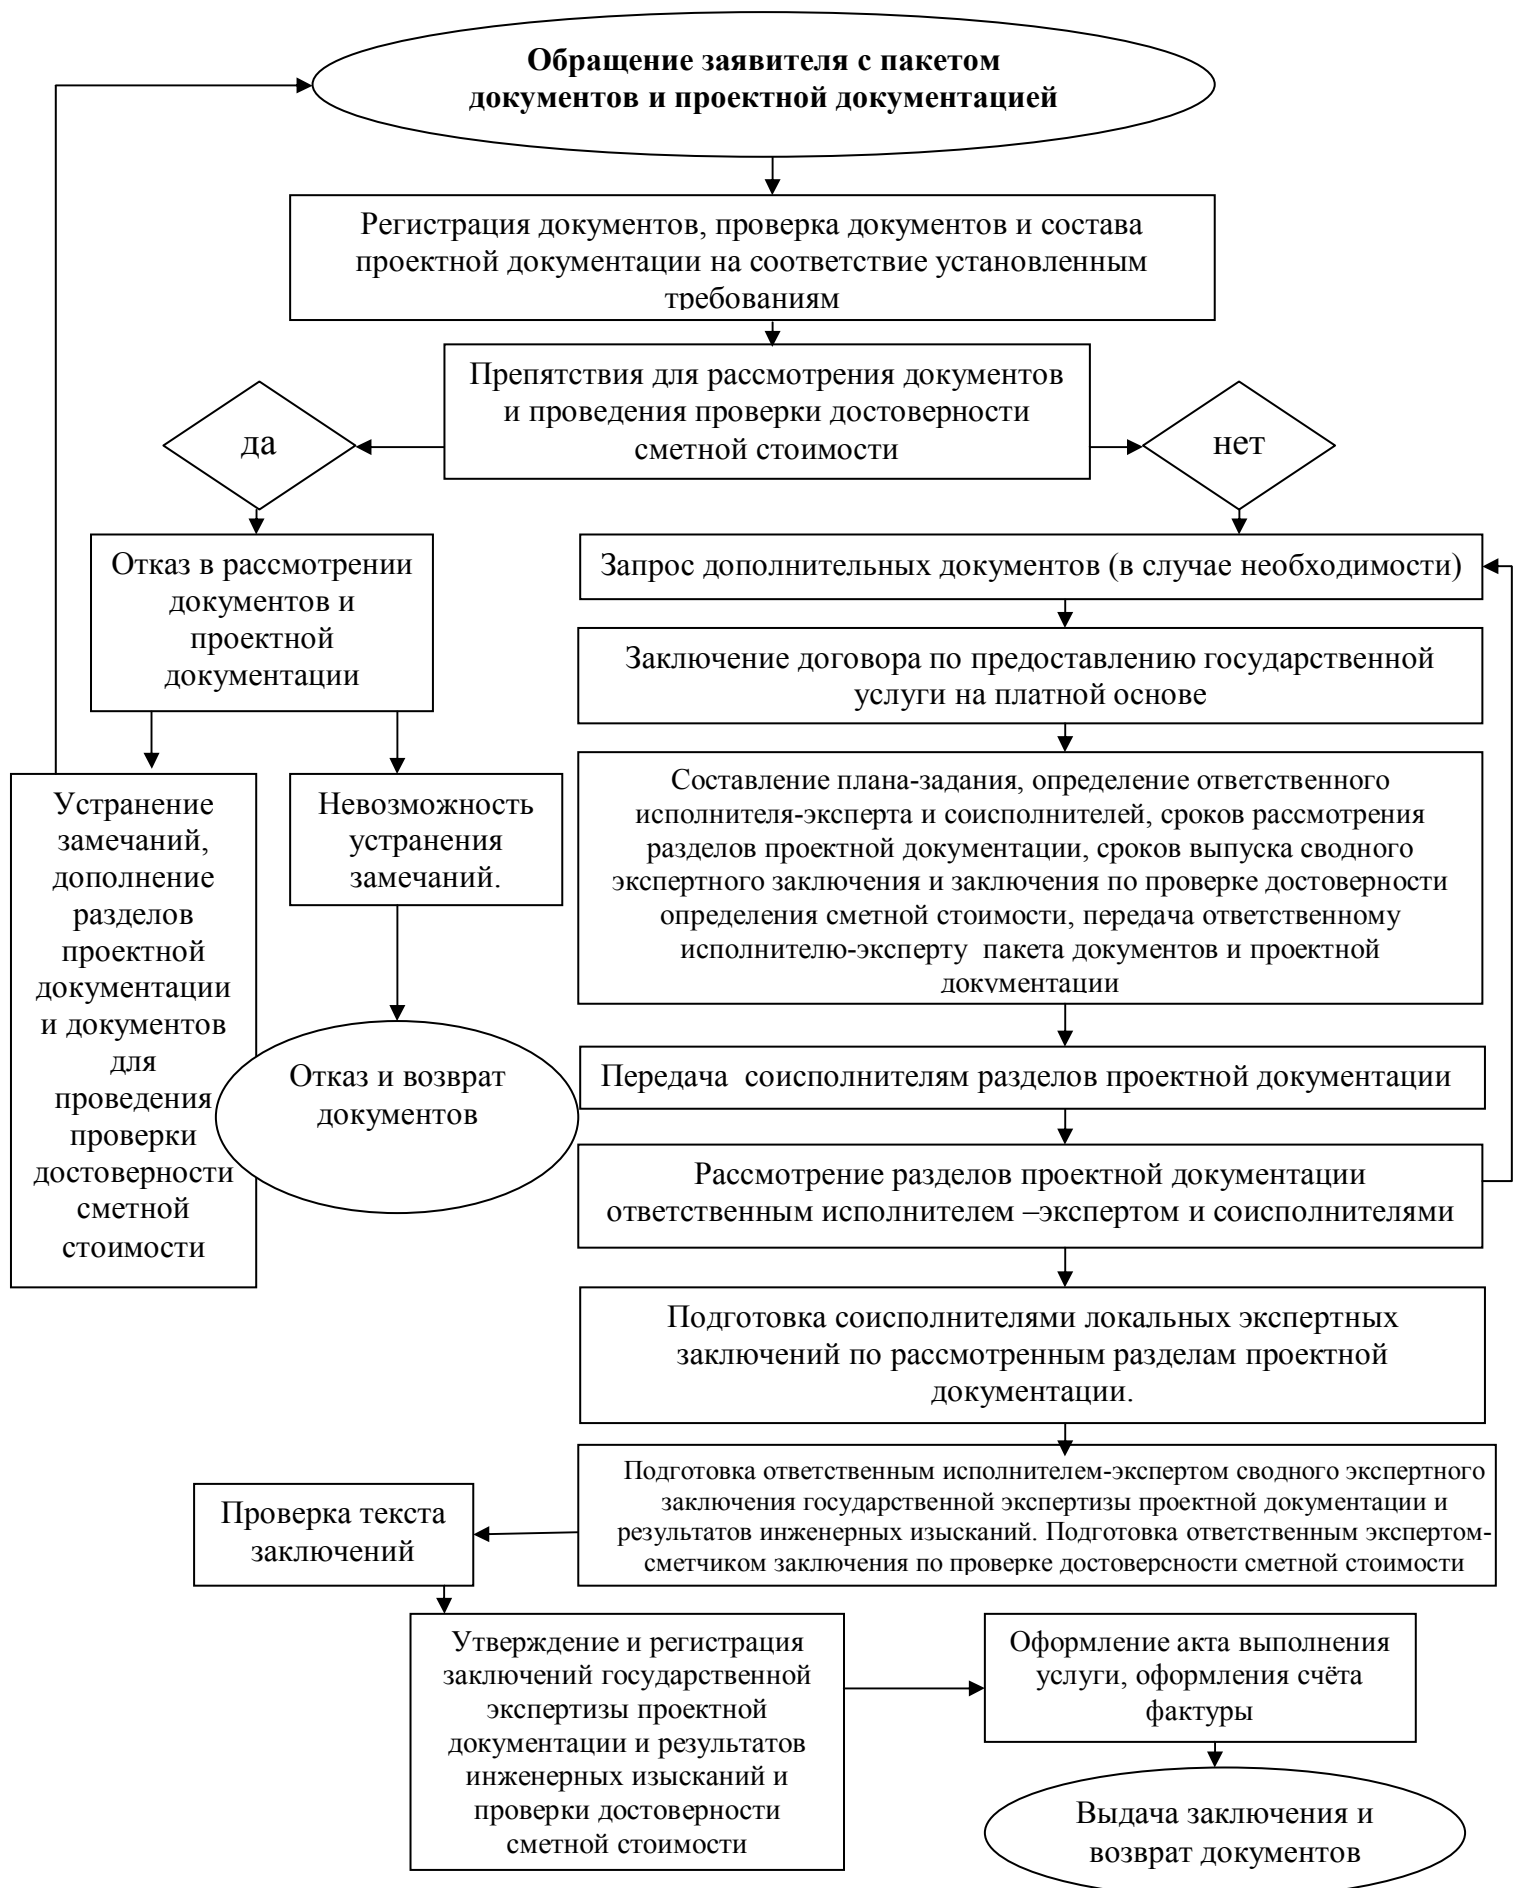 Обращение заявителя с пакетом
документов и проектной документацией
Регистрация документов, проверка документов и состава
проектной документации на соответствие установленным
требованиям
Препятствия для рассмотрения документов
и проведения проверки достоверности
сметной стоимости
да
нет
Отказ в рассмотрении
документов и
проектной
документации
Запрос дополнительных документов (в случае необходимости)
Заключение договора по предоставлению государственной
услуги на платной основе
Устранение
замечаний,
дополнение
разделов
проектной
документации
и документов
для
проведения
проверки
достоверности
сметной
стоимости
Невозможность
устранения
замечаний.
Отказ и возврат
документов
Составление плана-задания, определение ответственного
исполнителя-эксперта и соисполнителей, сроков рассмотрения
разделов проектной документации, сроков выпуска сводного
экспертного заключения и заключения по проверке достоверности
определения сметной стоимости, передача ответственному
исполнителю-эксперту  пакета документов и проектной
документации
Передача  соисполнителям разделов проектной документации
Рассмотрение разделов проектной документации
ответственным исполнителем –экспертом и соисполнителями
Подготовка соисполнителями локальных экспертных
заключений по рассмотренным разделам проектной
документации.
Подготовка ответственным исполнителем-экспертом сводного экспертного
заключения государственной экспертизы проектной документации и
результатов инженерных изысканий. Подготовка ответственным экспертом-
сметчиком заключения по проверке достоверсности сметной стоимости
Проверка текста
заключений
Утверждение и регистрация
заключений государственной
экспертизы проектной
документации и результатов
инженерных изысканий и
проверки достоверности
сметной стоимости
Оформление акта выполнения
услуги, оформления счёта
фактуры
Выдача заключения и
возврат документов